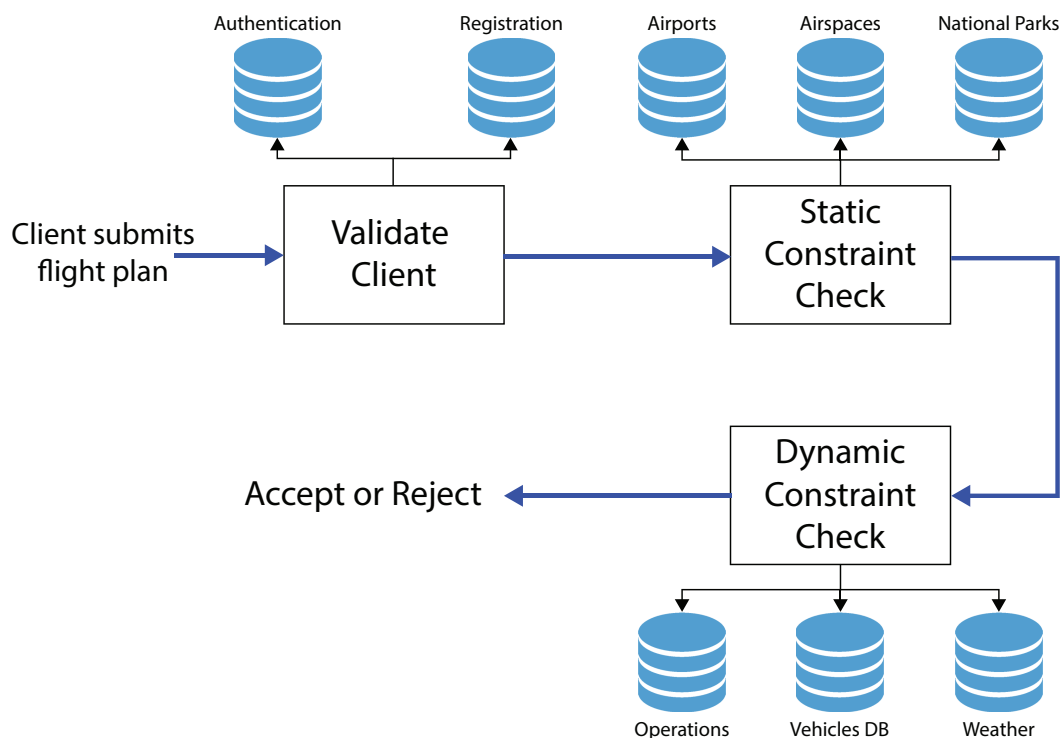 Authentication
Registration
Airports
Airspaces
National Parks
Client submits
flight plan
Validate
Client
Static
Constraint
Check
Accept or Reject
Dynamic
Constraint
Check
Operations
Vehicles DB
Weather